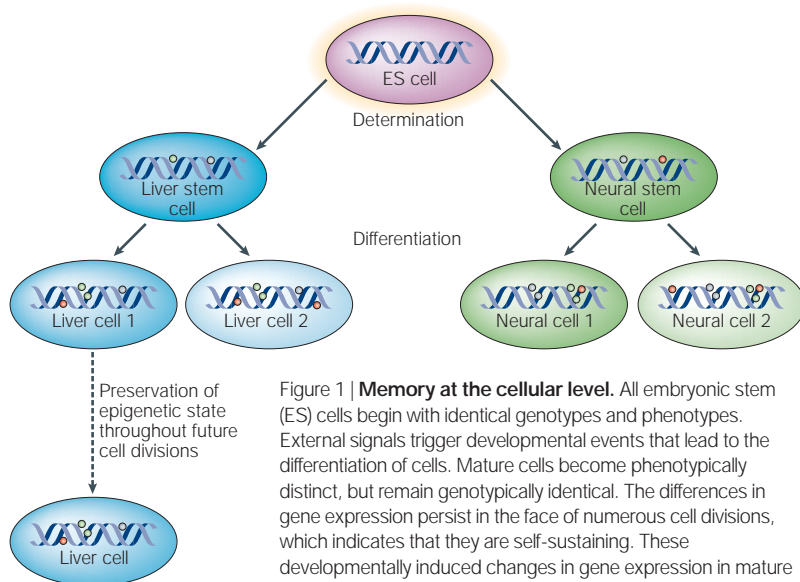 ES cell
Determination
Liver stem
cell
Neural stem
cell
Differentiation
Liver cell 1
Liver cell 2
Neural cell 1
Neural cell 2
Preservation of
epigenetic state
throughout future
cell divisions
Liver cell
Figure 1 | Memory at the cellular level. All embryonic stem
(ES) cells begin with identical genotypes and phenotypes.
External signals trigger developmental events that lead to the
differentiation of cells. Mature cells become phenotypically
distinct, but remain genotypically identical. The differences in
gene expression persist in the face of numerous cell divisions,
which indicates that they are self-sustaining. These
developmentally induced changes in gene expression in mature